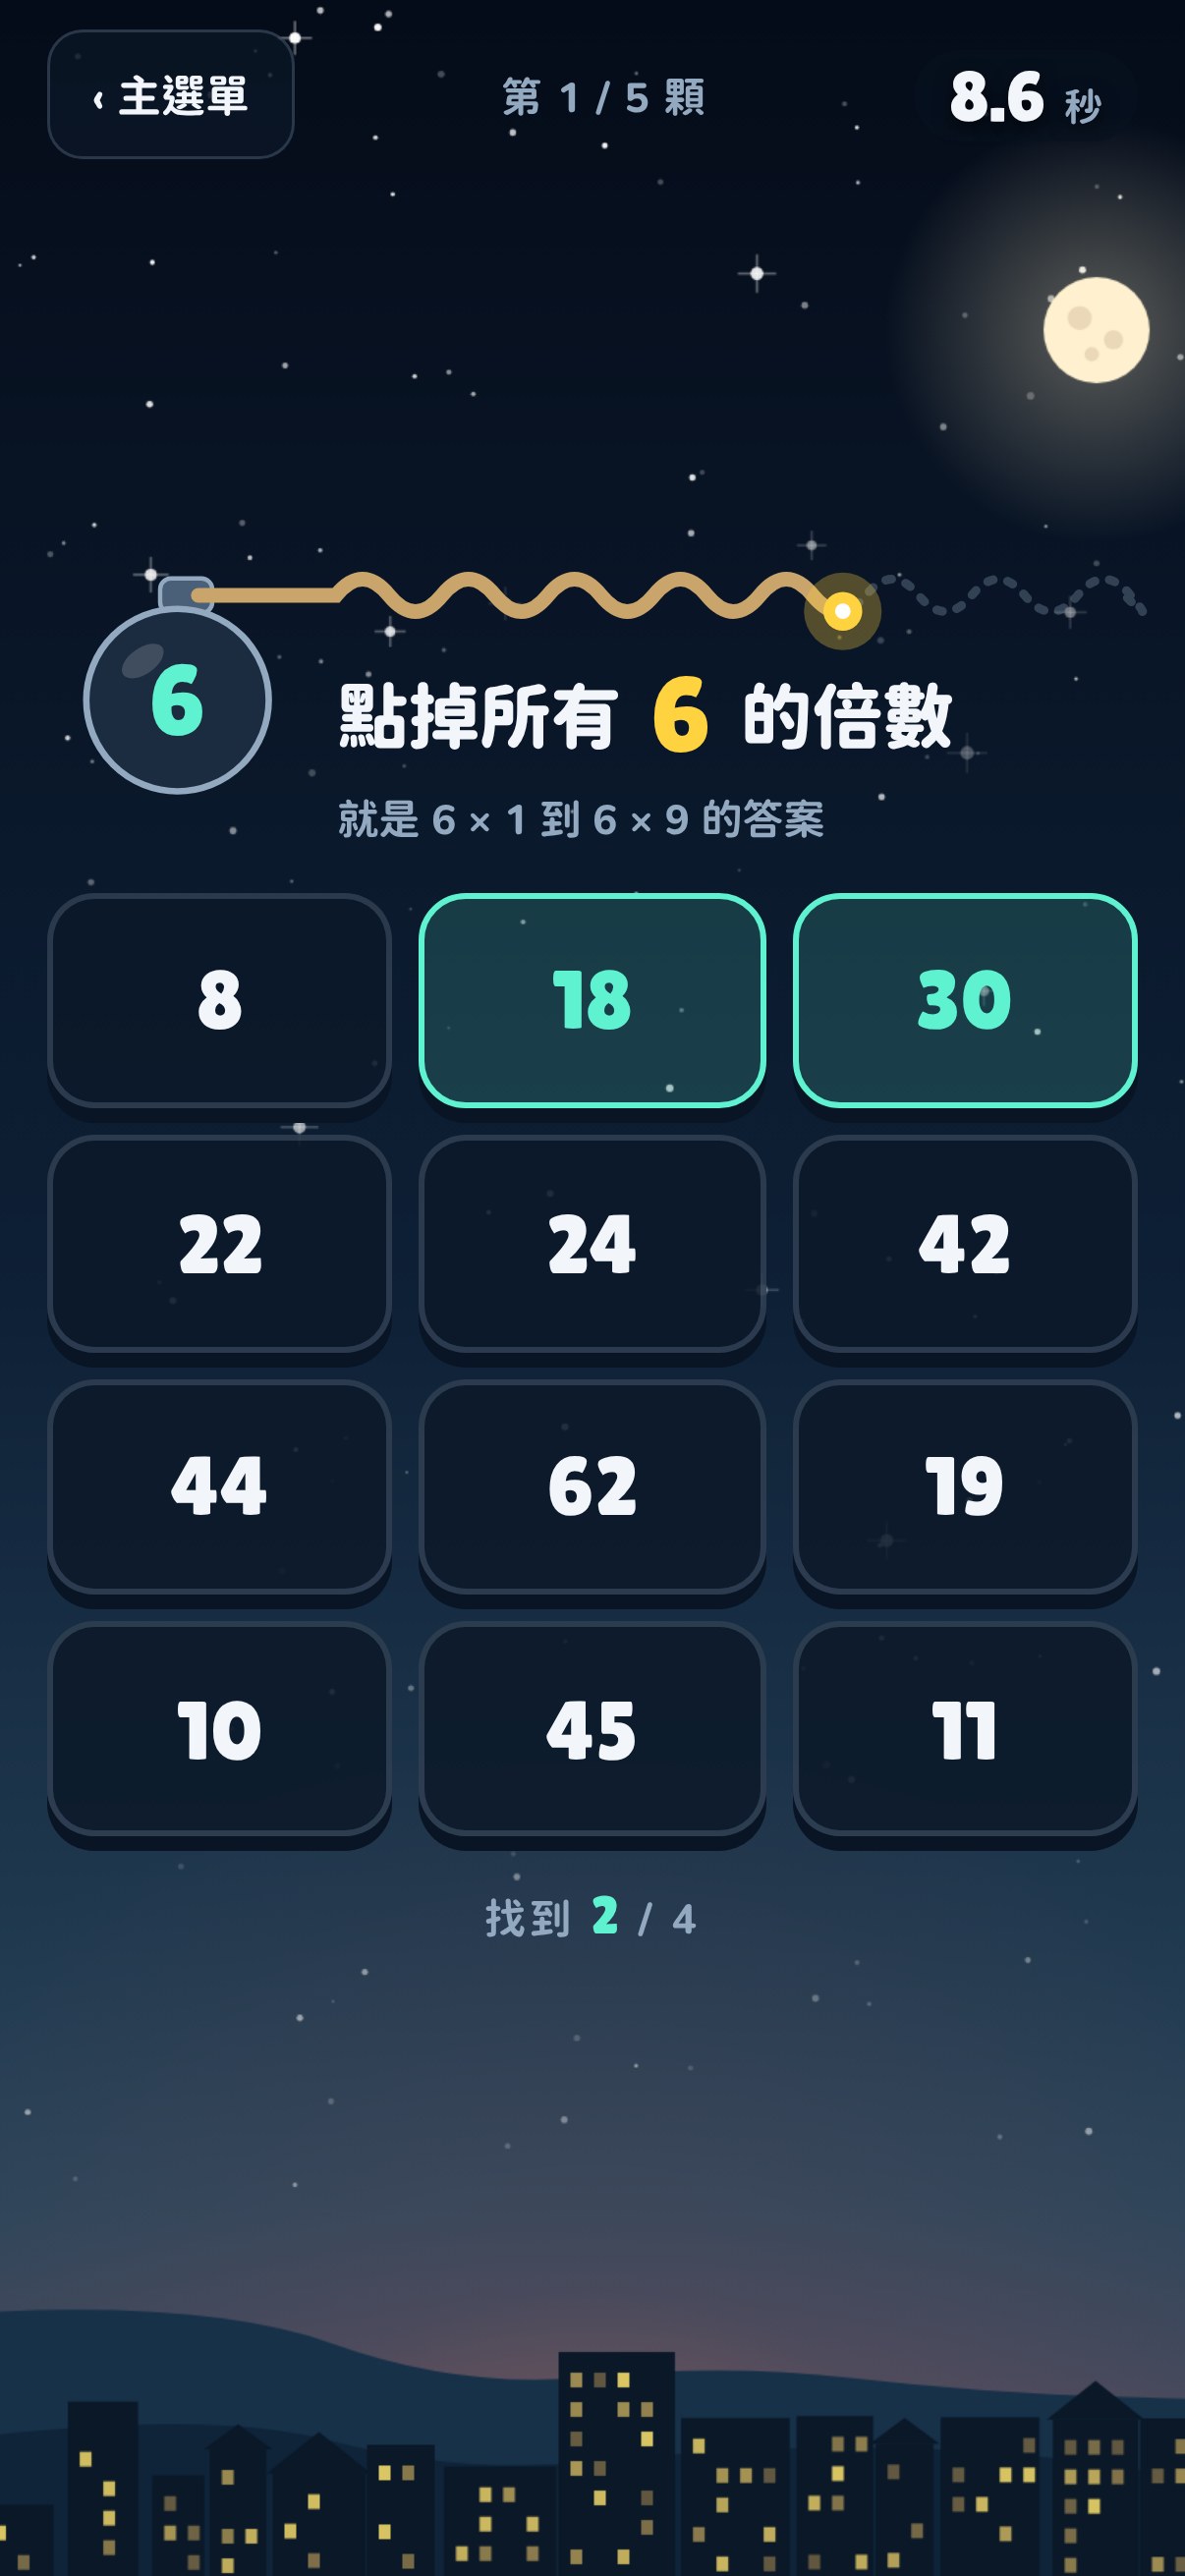 ‹ 主選單
第 1 / 5 顆
8.6 秒
6
點掉所有 6 的倍數
就是 6 × 1 到 6 × 9 的答案
8 18 30
22 24 42
44 62 19
10 45 11
找到 2 / 4